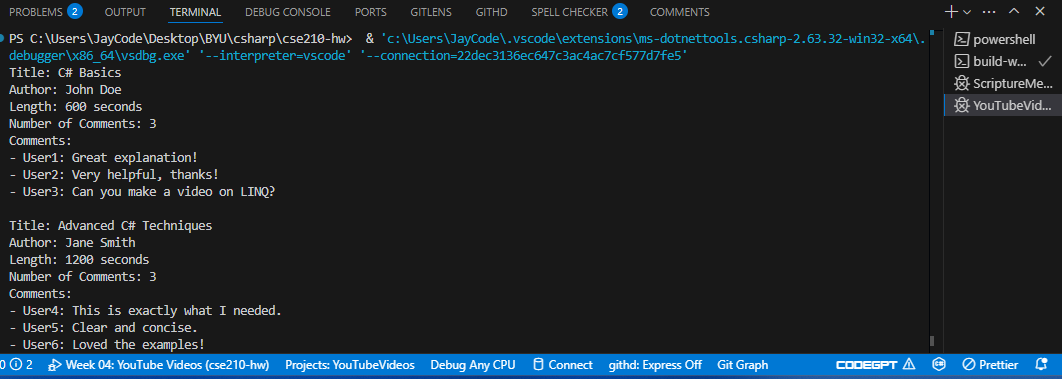 PROBLEMS 2 OUTPUT TERMINAL DEBUG CONSOLE PORTS GITLENS GITHD SPELL CHECKER 2 COMMENTS
PS C:\Users\JayCode\Desktop\BYU\csharp\cse210-hw> & 'c:\Users\JayCode\.vscode\extensions\ms-dotnettools.csharp-2.63.32-win32-x64\.
debugger\x86_64\vsdbg.exe' '--interpreter=vscode' '--connection=22dec3136ec647c3ac4ac7cf577d7fe5'
Title: C# Basics
Author: John Doe
Length: 600 seconds
Number of Comments: 3
Comments:
- User1: Great explanation!
- User2: Very helpful, thanks!
- User3: Can you make a video on LINQ?
Title: Advanced C# Techniques
Author: Jane Smith
Length: 1200 seconds
Number of Comments: 3
Comments:
- User4: This is exactly what I needed.
- User5: Clear and concise.
- User6: Loved the examples!
powershell
build-w...
ScriptureMe...
YouTubeVid...
0 2 Week 04: YouTube Videos (cse210-hw) Projects: YouTubeVideos Debug Any CPU Connect githd: Express Off Git Graph CODEGPT Prettier